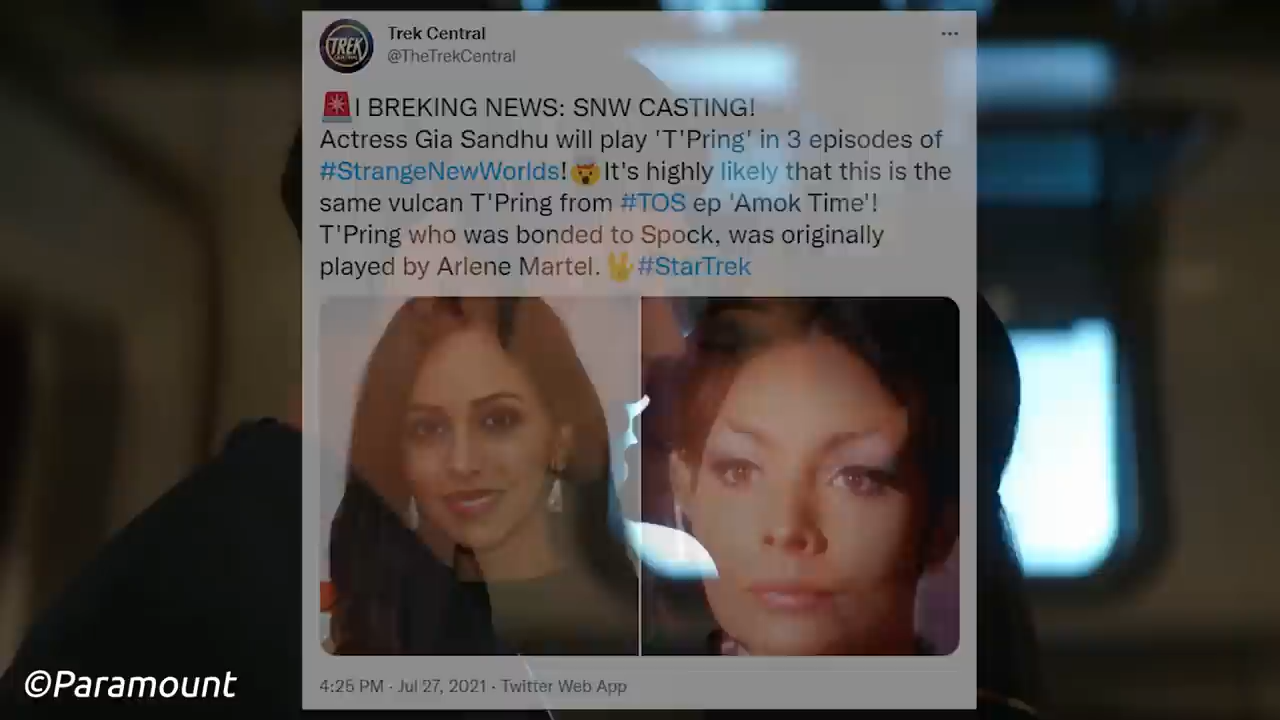 Trek Central
@TheTrekCentral
🚨I BREKING NEWS: SNW CASTING!
Actress Gia Sandhu will play 'T'Pring' in 3 episodes of
#StrangeNewWorlds!🤯It's highly likely that this is the
same vulcan T'Pring from #TOS ep 'Amok Time'!
T'Pring who was bonded to Spock, was originally
played by Arlene Martel. 🖖#StarTrek
4:25 PM · Jul 27, 2021 · Twitter Web App
©Paramount
TREK